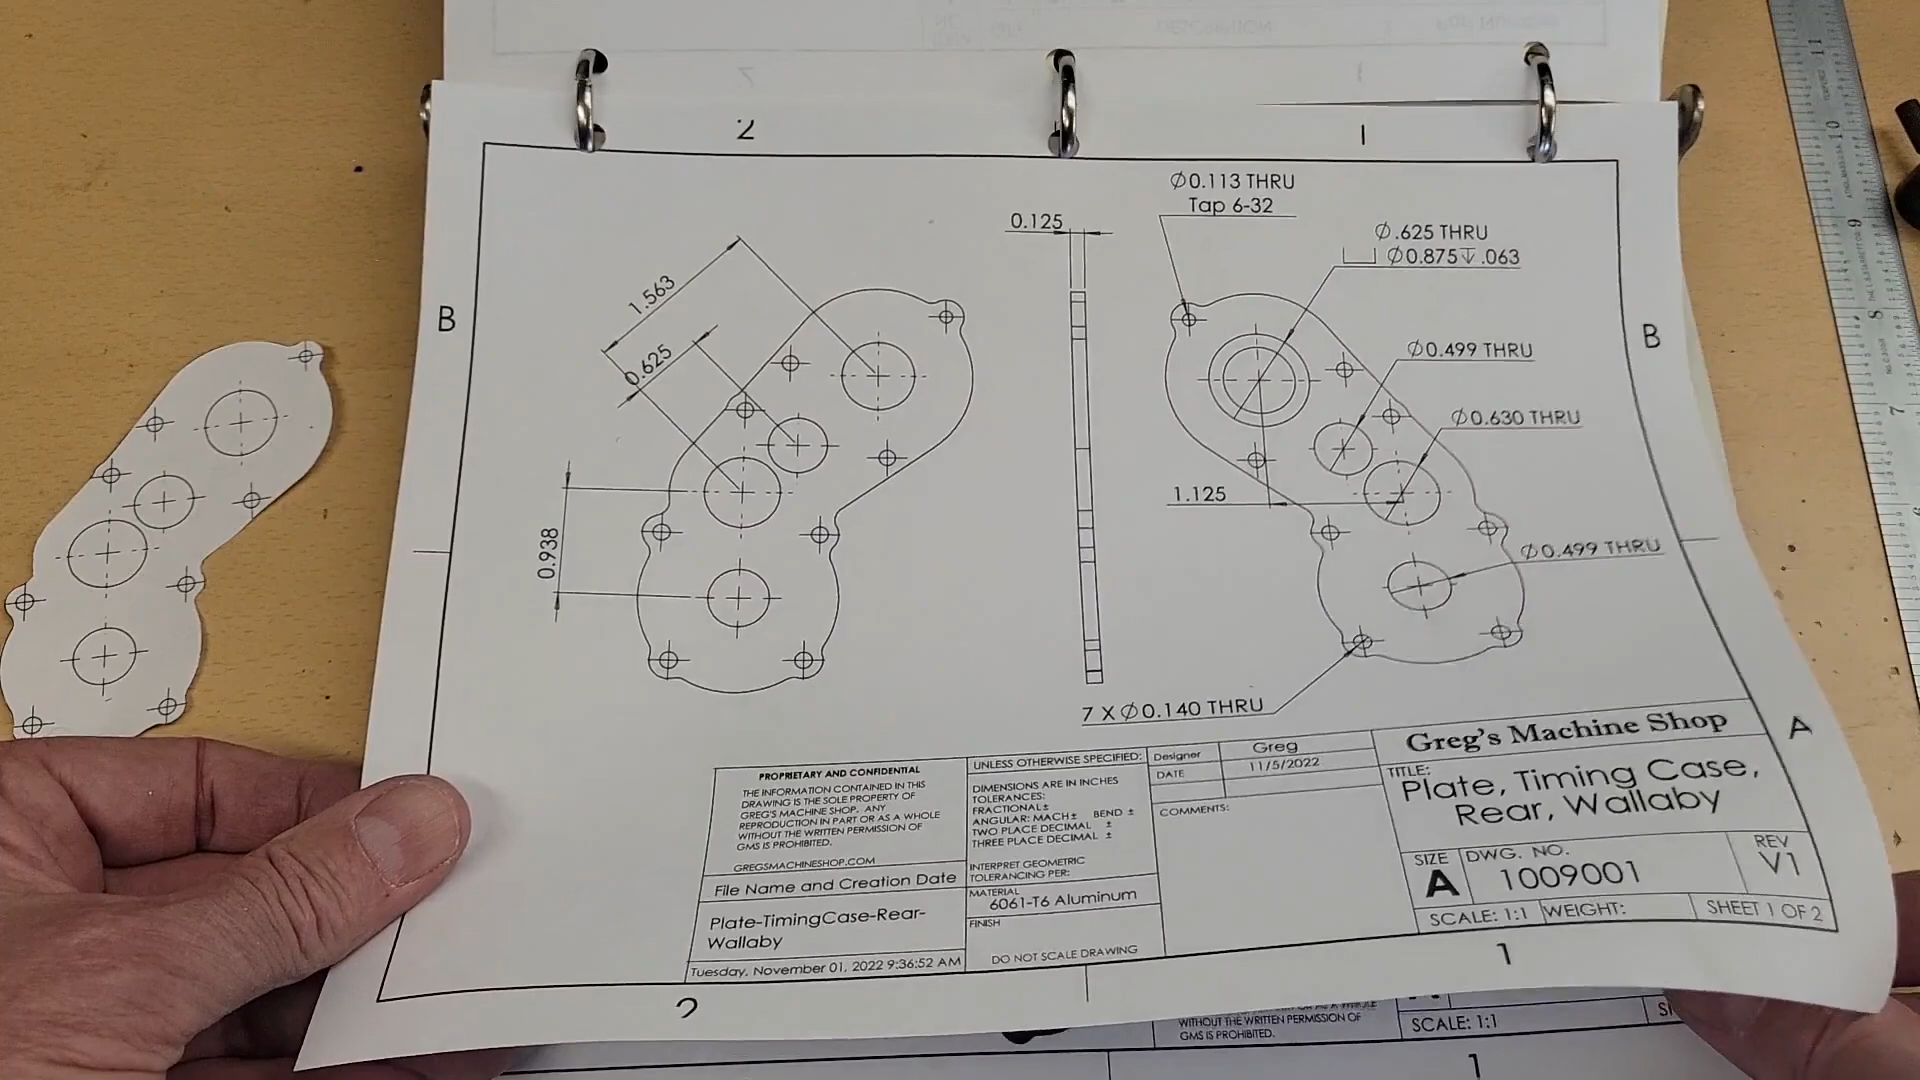 2
1
B
B
A
Ø0.113 THRU
Tap 6-32
0.125
Ø.625 THRU
⌴ Ø0.875↧.063
1.563
0.625
Ø0.499 THRU
Ø0.630 THRU
1.125
0.938
Ø0.499 THRU
7 X Ø0.140 THRU
PROPRIETARY AND CONFIDENTIAL
THE INFORMATION CONTAINED IN THIS
DRAWING IS THE SOLE PROPERTY OF
GREG'S MACHINE SHOP. ANY
REPRODUCTION IN PART OR AS A WHOLE
WITHOUT THE WRITTEN PERMISSION OF
GMS IS PROHIBITED.
GREGSMACHINESHOP.COM
File Name and Creation Date
Plate-TimingCase-Rear-
Wallaby
Tuesday, November 01, 2022 9:36:52 AM
UNLESS OTHERWISE SPECIFIED:
DIMENSIONS ARE IN INCHES
TOLERANCES:
FRACTIONAL±
ANGULAR: MACH± BEND ±
TWO PLACE DECIMAL ±
THREE PLACE DECIMAL ±
INTERPRET GEOMETRIC
TOLERANCING PER:
MATERIAL
6061-T6 Aluminum
FINISH
DO NOT SCALE DRAWING
Designer Greg
DATE 11/5/2022
COMMENTS:
Greg's Machine Shop
TITLE:
Plate, Timing Case,
Rear, Wallaby
SIZE DWG. NO. REV
A 1009001 V1
SCALE: 1:1 WEIGHT: SHEET 1 OF 2
2
1
WITHOUT THE WRITTEN PERMISSION OF
GMS IS PROHIBITED.
SCALE: 1:1
1
11
10
9
8
7